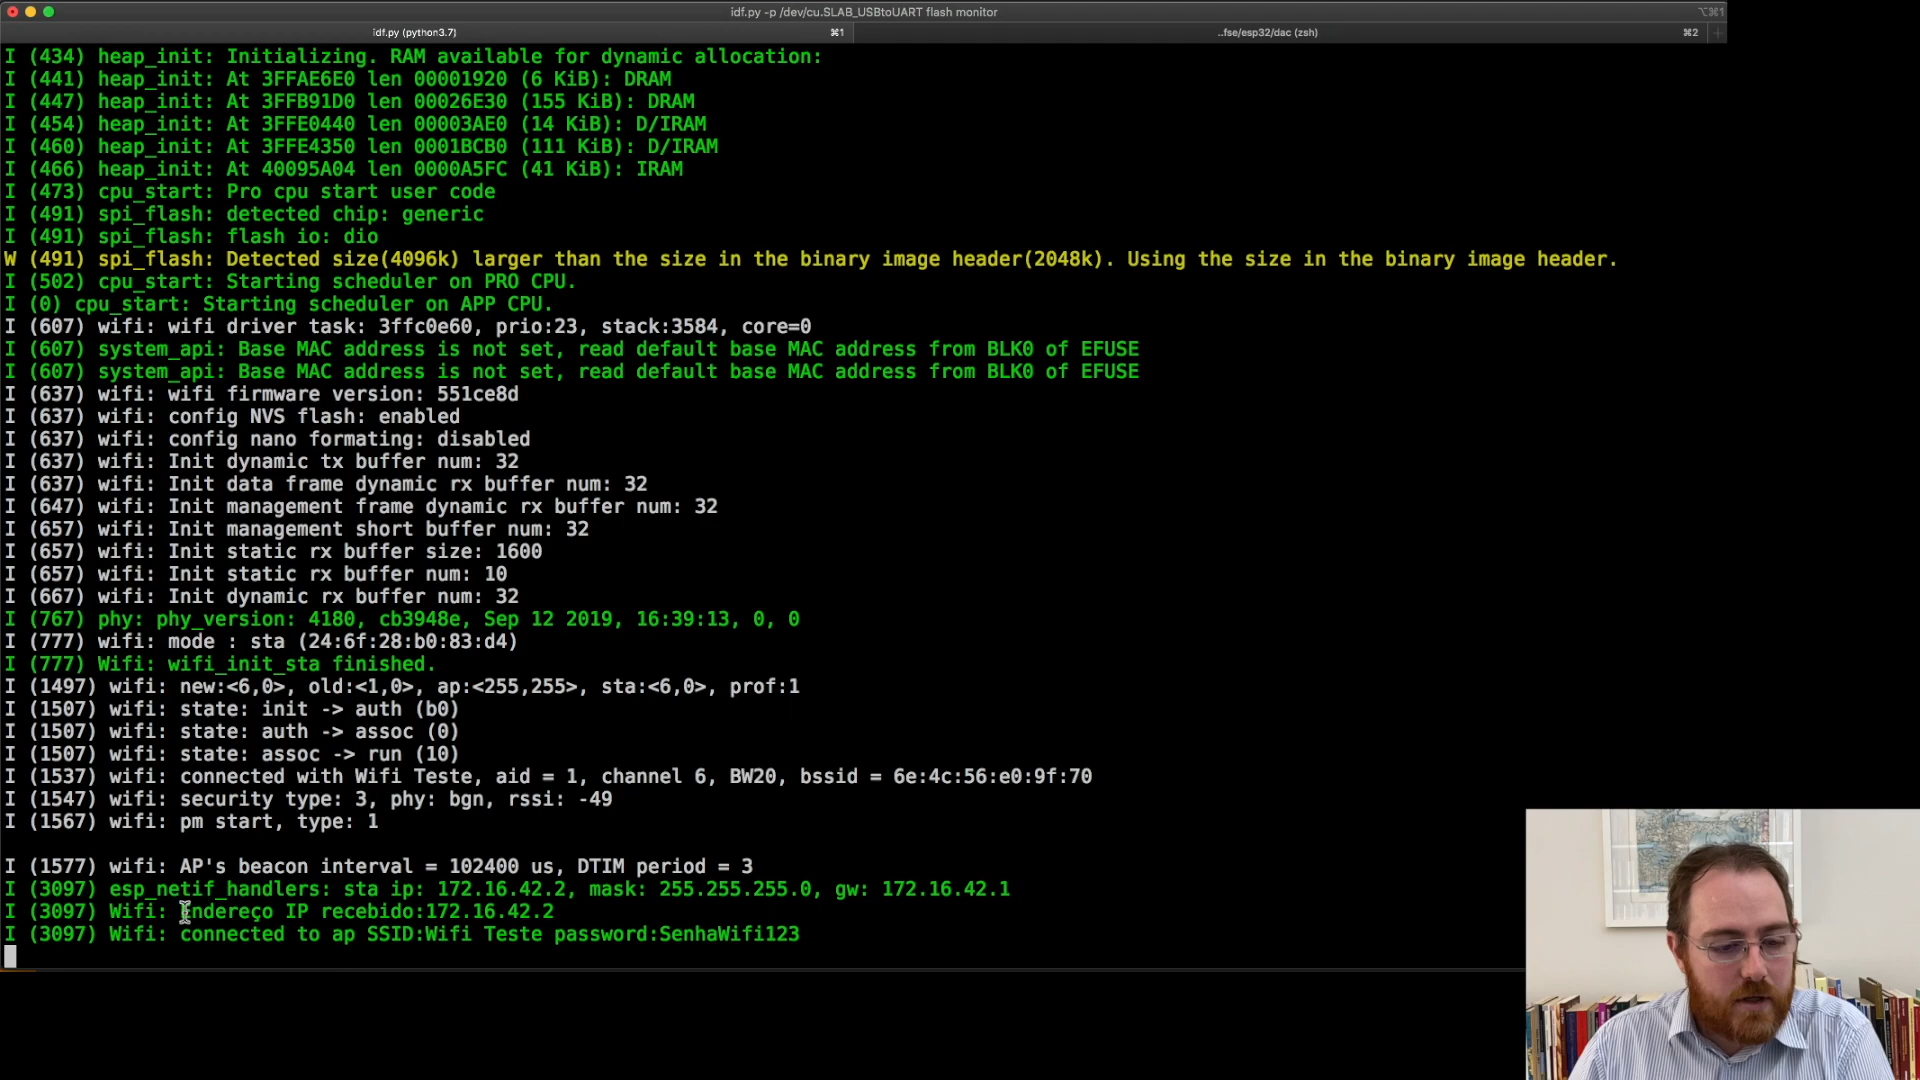 idf.py -p /dev/cu.SLAB_USBtoUART flash monitor
⌥⌘1
idf.py (python3.7)
⌘1
..fse/esp32/dac (zsh)
⌘2
I (434) heap_init: Initializing. RAM available for dynamic allocation:
I (441) heap_init: At 3FFAE6E0 len 00001920 (6 KiB): DRAM
I (447) heap_init: At 3FFB91D0 len 00026E30 (155 KiB): DRAM
I (454) heap_init: At 3FFE0440 len 00003AE0 (14 KiB): D/IRAM
I (460) heap_init: At 3FFE4350 len 0001BCB0 (111 KiB): D/IRAM
I (466) heap_init: At 40095A04 len 0000A5FC (41 KiB): IRAM
I (473) cpu_start: Pro cpu start user code
I (491) spi_flash: detected chip: generic
I (491) spi_flash: flash io: dio
W (491) spi_flash: Detected size(4096k) larger than the size in the binary image header(2048k). Using the size in the binary image header.
I (502) cpu_start: Starting scheduler on PRO CPU.
I (0) cpu_start: Starting scheduler on APP CPU.
I (607) wifi: wifi driver task: 3ffc0e60, prio:23, stack:3584, core=0
I (607) system_api: Base MAC address is not set, read default base MAC address from BLK0 of EFUSE
I (607) system_api: Base MAC address is not set, read default base MAC address from BLK0 of EFUSE
I (637) wifi: wifi firmware version: 551ce8d
I (637) wifi: config NVS flash: enabled
I (637) wifi: config nano formating: disabled
I (637) wifi: Init dynamic tx buffer num: 32
I (637) wifi: Init data frame dynamic rx buffer num: 32
I (647) wifi: Init management frame dynamic rx buffer num: 32
I (657) wifi: Init management short buffer num: 32
I (657) wifi: Init static rx buffer size: 1600
I (657) wifi: Init static rx buffer num: 10
I (667) wifi: Init dynamic rx buffer num: 32
I (767) phy: phy_version: 4180, cb3948e, Sep 12 2019, 16:39:13, 0, 0
I (777) wifi: mode : sta (24:6f:28:b0:83:d4)
I (777) Wifi: wifi_init_sta finished.
I (1497) wifi: new:<6,0>, old:<1,0>, ap:<255,255>, sta:<6,0>, prof:1
I (1507) wifi: state: init -> auth (b0)
I (1507) wifi: state: auth -> assoc (0)
I (1507) wifi: state: assoc -> run (10)
I (1537) wifi: connected with Wifi Teste, aid = 1, channel 6, BW20, bssid = 6e:4c:56:e0:9f:70
I (1547) wifi: security type: 3, phy: bgn, rssi: -49
I (1567) wifi: pm start, type: 1
I (1577) wifi: AP's beacon interval = 102400 us, DTIM period = 3
I (3097) esp_netif_handlers: sta ip: 172.16.42.2, mask: 255.255.255.0, gw: 172.16.42.1
I (3097) Wifi: Endereço IP recebido:172.16.42.2
I (3097) Wifi: connected to ap SSID:Wifi Teste password:SenhaWifi123